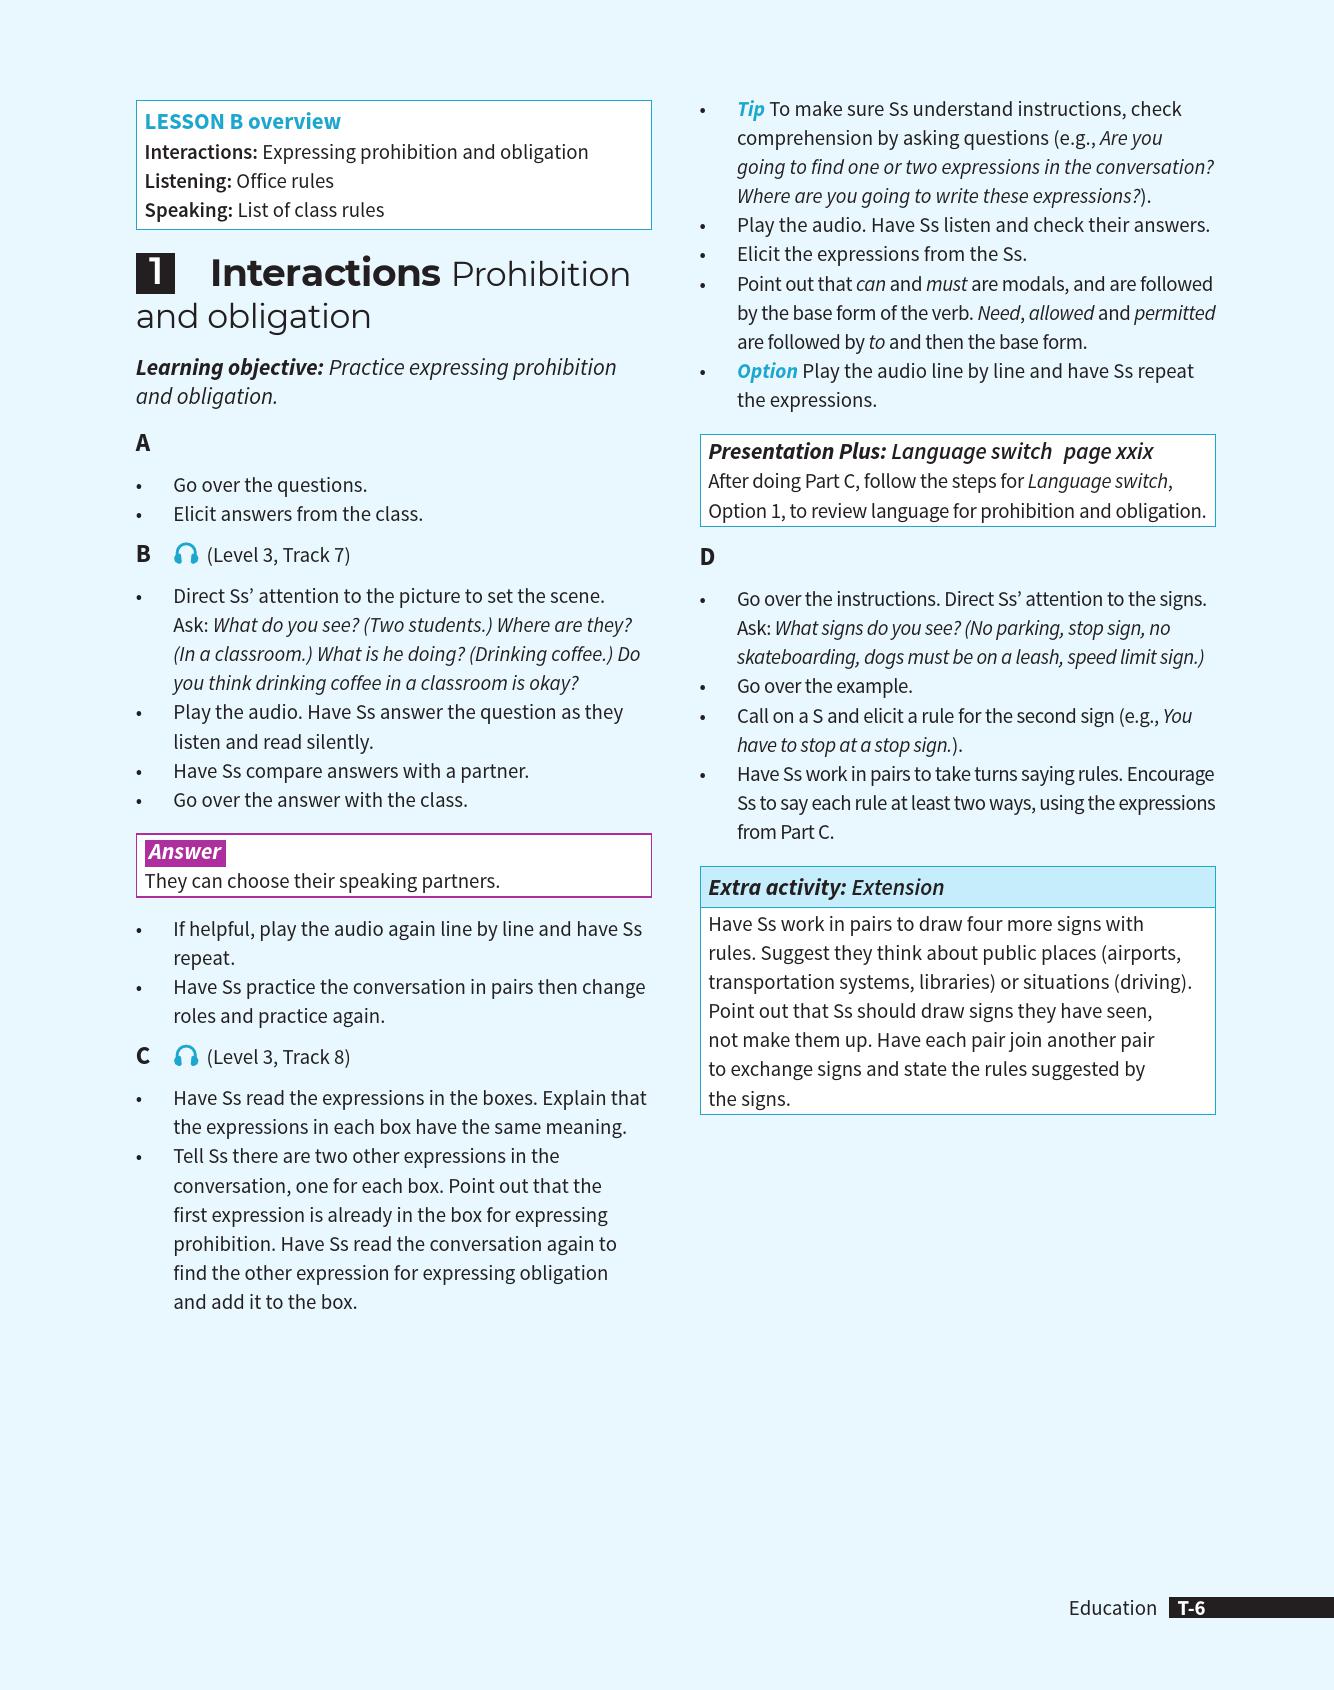 LESSON B overview
Interactions: Expressing prohibition and obligation
Listening: Office rules
Speaking: List of class rules
1 Interactions Prohibition
and obligation
Learning objective: Practice expressing prohibition
and obligation.
A
• Go over the questions.
• Elicit answers from the class.
B (Level 3, Track 7)
• Direct Ss’ attention to the picture to set the scene.
Ask: What do you see? (Two students.) Where are they?
(In a classroom.) What is he doing? (Drinking coffee.) Do
you think drinking coffee in a classroom is okay?
• Play the audio. Have Ss answer the question as they
listen and read silently.
• Have Ss compare answers with a partner.
• Go over the answer with the class.
Answer
They can choose their speaking partners.
• If helpful, play the audio again line by line and have Ss
repeat.
• Have Ss practice the conversation in pairs then change
roles and practice again.
C (Level 3, Track 8)
• Have Ss read the expressions in the boxes. Explain that
the expressions in each box have the same meaning.
• Tell Ss there are two other expressions in the
conversation, one for each box. Point out that the
first expression is already in the box for expressing
prohibition. Have Ss read the conversation again to
find the other expression for expressing obligation
and add it to the box.
• Tip To make sure Ss understand instructions, check
comprehension by asking questions (e.g., Are you
going to find one or two expressions in the conversation?
Where are you going to write these expressions?).
• Play the audio. Have Ss listen and check their answers.
• Elicit the expressions from the Ss.
• Point out that can and must are modals, and are followed
by the base form of the verb. Need, allowed and permitted
are followed by to and then the base form.
• Option Play the audio line by line and have Ss repeat
the expressions.
Presentation Plus: Language switch page xxix
After doing Part C, follow the steps for Language switch,
Option 1, to review language for prohibition and obligation.
D
• Go over the instructions. Direct Ss’ attention to the signs.
Ask: What signs do you see? (No parking, stop sign, no
skateboarding, dogs must be on a leash, speed limit sign.)
• Go over the example.
• Call on a S and elicit a rule for the second sign (e.g., You
have to stop at a stop sign.).
• Have Ss work in pairs to take turns saying rules. Encourage
Ss to say each rule at least two ways, using the expressions
from Part C.
Extra activity: Extension
Have Ss work in pairs to draw four more signs with
rules. Suggest they think about public places (airports,
transportation systems, libraries) or situations (driving).
Point out that Ss should draw signs they have seen,
not make them up. Have each pair join another pair
to exchange signs and state the rules suggested by
the signs.
Education T-6